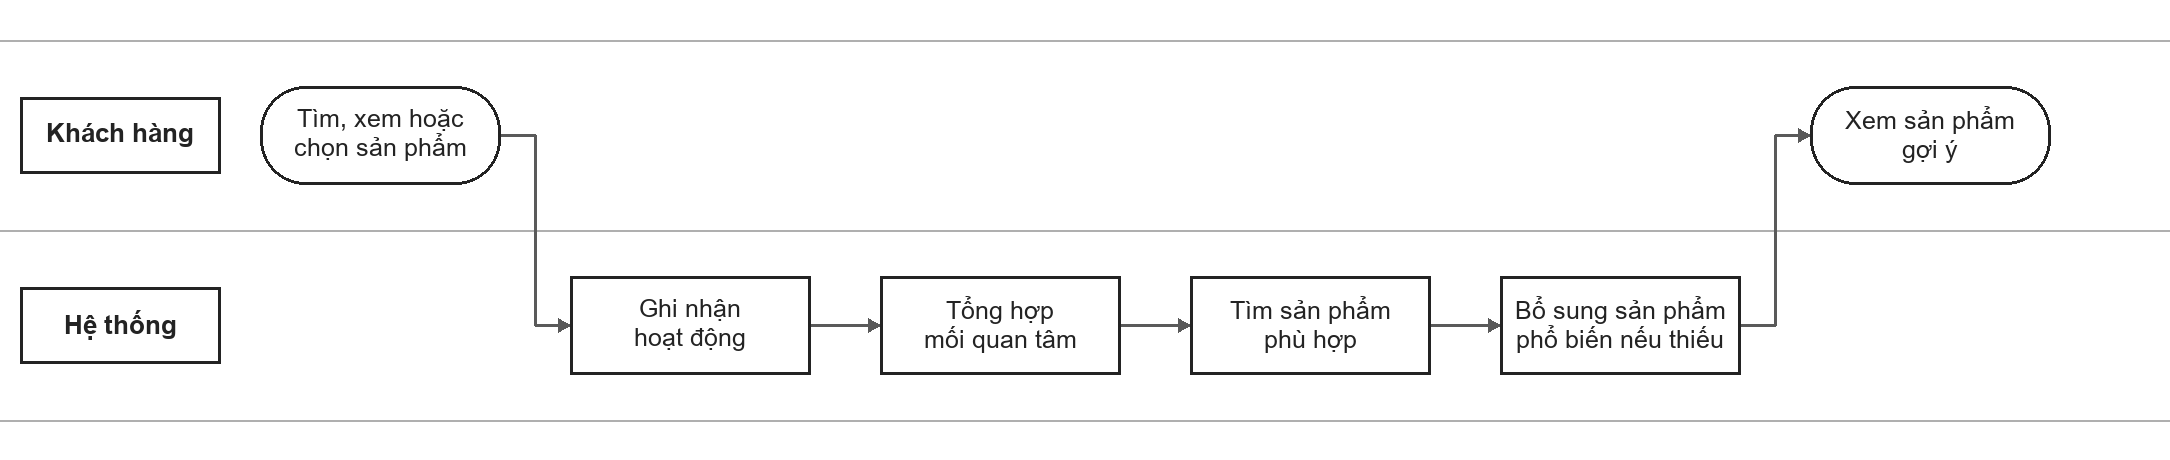 Khách hàng
Tìm, xem hoặc
chọn sản phẩm
Xem sản phẩm
gợi ý
Hệ thống
Ghi nhận
hoạt động
Tổng hợp
mối quan tâm
Tìm sản phẩm
phù hợp
Bổ sung sản phẩm
phổ biến nếu thiếu